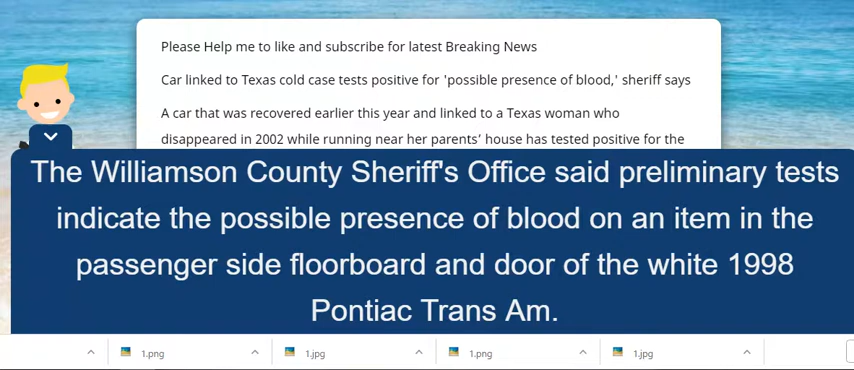 Please Help me to like and subscribe for latest Breaking News
Car linked to Texas cold case tests positive for 'possible presence of blood,' sheriff says
A car that was recovered earlier this year and linked to a Texas woman who
disappeared in 2002 while running near her parents’ house has tested positive for the
The Williamson County Sheriff's Office said preliminary tests
indicate the possible presence of blood on an item in the
passenger side floorboard and door of the white 1998
Pontiac Trans Am.
1.png 1.jpg 1.png 1.jpg